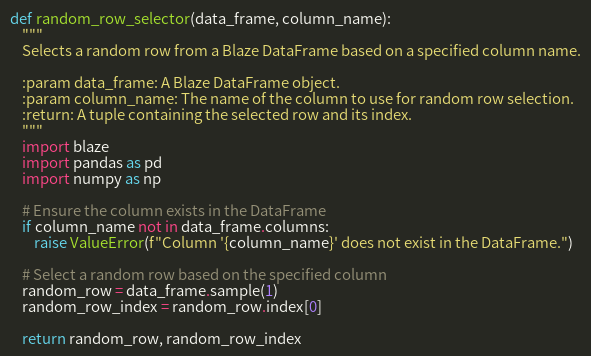 def random_row_selector(data_frame, column_name):
    """
    Selects a random row from a Blaze DataFrame based on a specified column name.

    :param data_frame: A Blaze DataFrame object.
    :param column_name: The name of the column to use for random row selection.
    :return: A tuple containing the selected row and its index.
    """
    import blaze
    import pandas as pd
    import numpy as np

    # Ensure the column exists in the DataFrame
    if column_name not in data_frame.columns:
        raise ValueError(f"Column '{column_name}' does not exist in the DataFrame.")

    # Select a random row based on the specified column
    random_row = data_frame.sample(1)
    random_row_index = random_row.index[0]

    return random_row, random_row_index